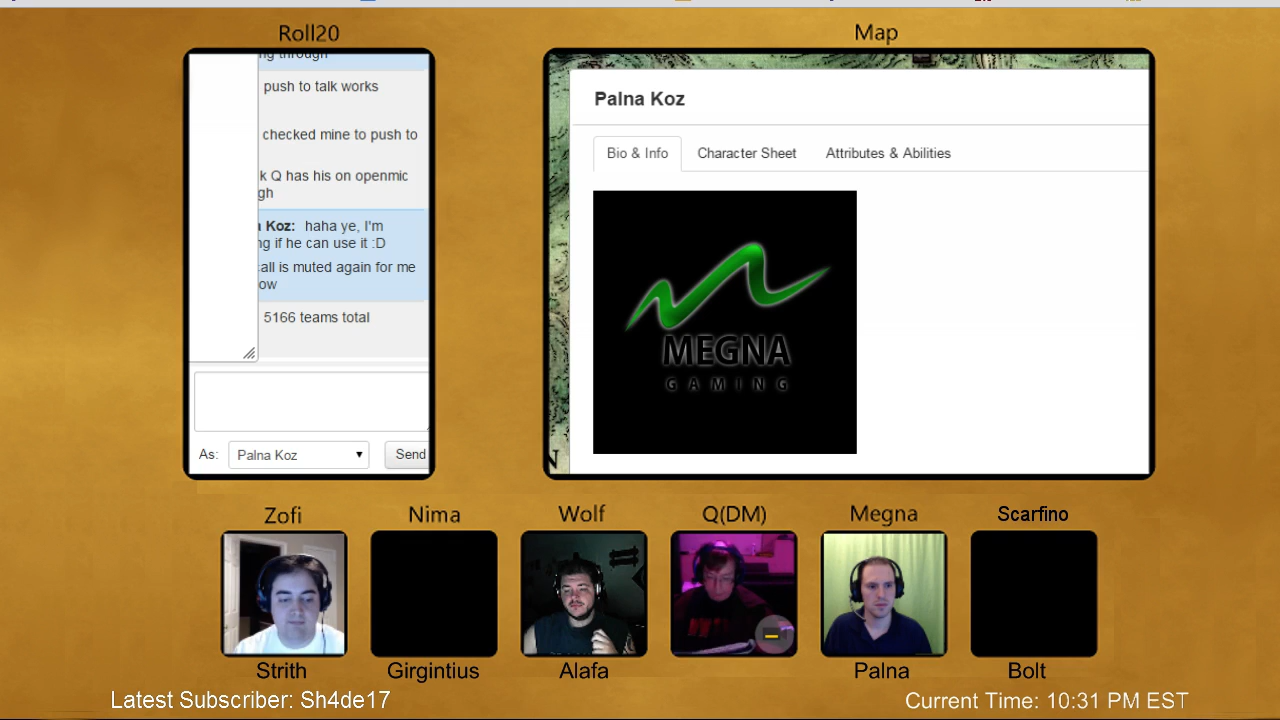 Roll20
Map
ng through
push to talk works
checked mine to push to
k Q has his on openmic
gh
Koz: haha ye, I'm
ng if he can use it :D
all is muted again for me
ow
5166 teams total
As: Palna Koz
Send
Palna Koz
Bio & Info
Character Sheet
Attributes & Abilities
MEGNA
GAMING
N
Zofi
Nima
Wolf
Q(DM)
Megna
Scarfino
Strith
Girgintius
Alafa
Palna
Bolt
Latest Subscriber: Sh4de17
Current Time: 10:31 PM EST